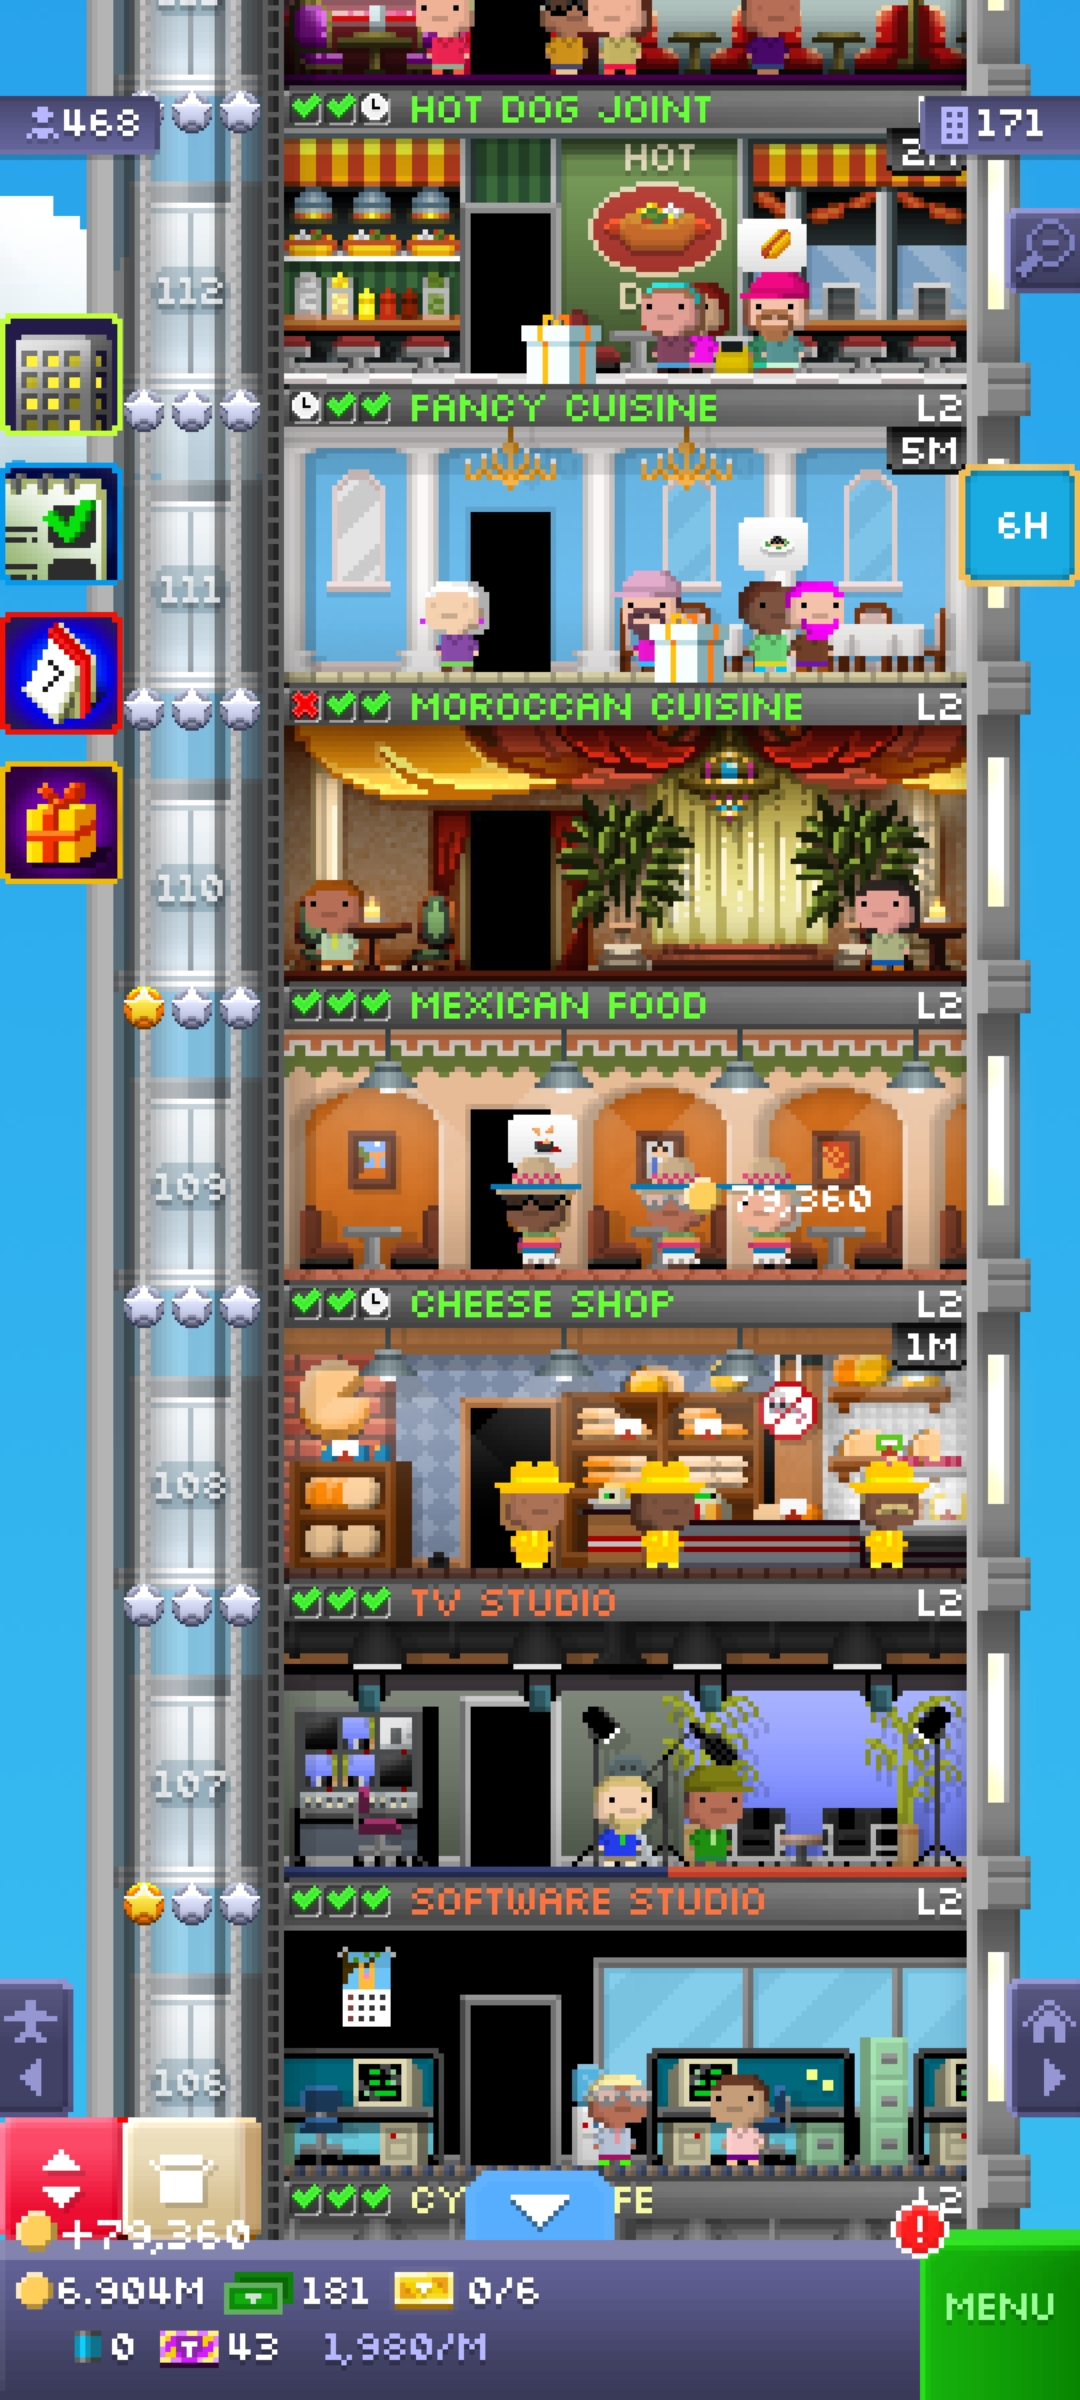 HOT DOG JOINT
468
171
HOT
112
FANCY CUISINE L2
5M
6H
111
MOROCCAN CUISINE L2
110
MEXICAN FOOD L2
79,360
109
CHEESE SHOP L2
1M
108
TV STUDIO L2
107
SOFTWARE STUDIO L2
106
+79,360
6.904M 181 0/6
MENU
0 43 1,980/M